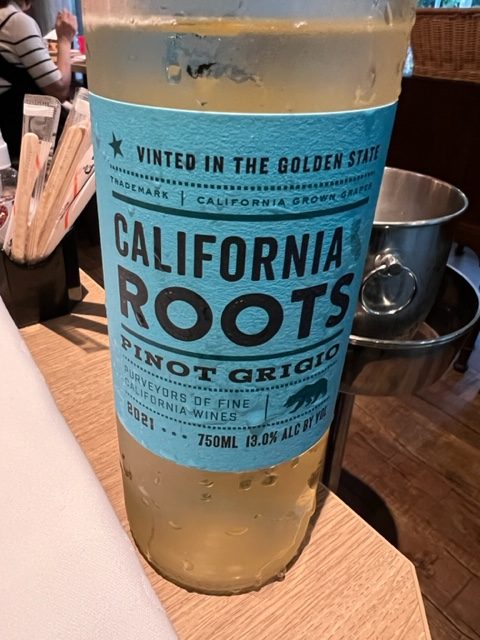 VINTED IN THE GOLDEN STATE
TRADEMARK | CALIFORNIA GROWN GRAPES
CALIFORNIA
ROOTS
PINOT GRIGIO
PURVEYORS OF FINE
CALIFORNIA WINES
2021 ••• 750ML 13.0% ALC BY VOL